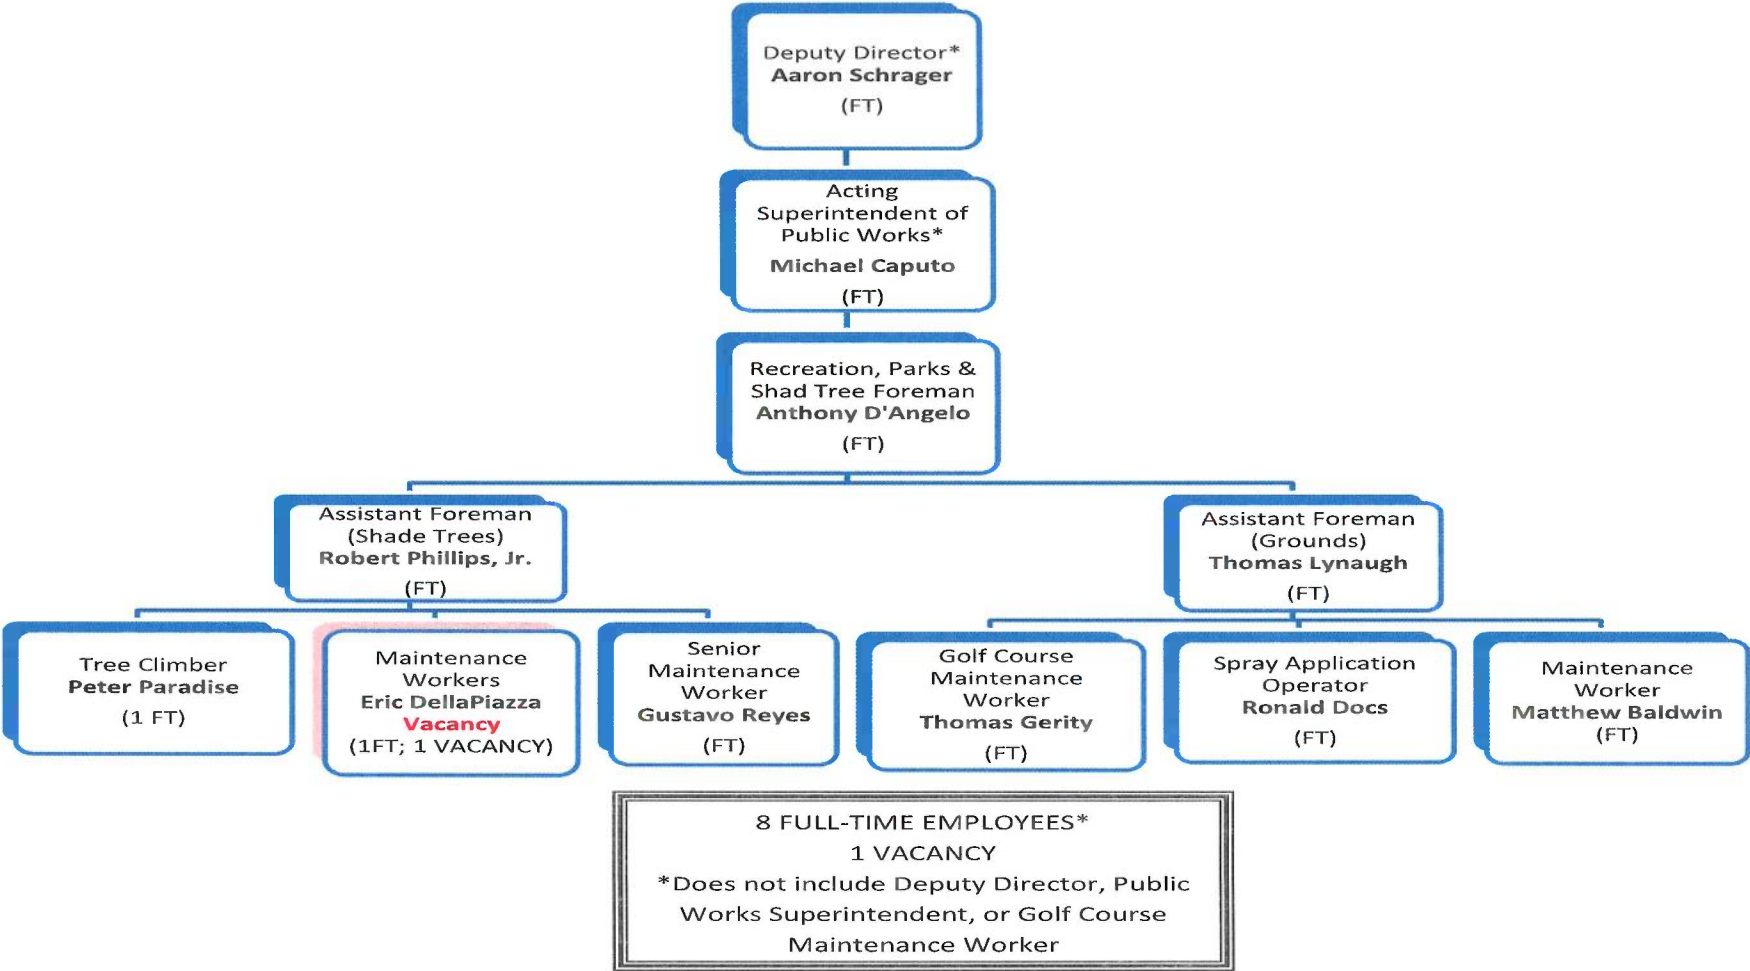 Deputy Director*
Aaron Schrager
(FT)
Acting
Superintendent of
Public Works*
Michael Caputo
(FT)
Recreation, Parks &
Shad Tree Foreman
Anthony D'Angelo
(FT)
Assistant Foreman
(Shade Trees)
Robert Phillips, Jr.
(FT)
Assistant Foreman
(Grounds)
Thomas Lynaugh
(FT)
Tree Climber
Peter Paradise
(1 FT)
Maintenance
Workers
Eric DellaPiazza
Vacancy
(1FT; 1 VACANCY)
Senior
Maintenance
Worker
Gustavo Reyes
(FT)
Golf Course
Maintenance
Worker
Thomas Gerity
(FT)
Spray Application
Operator
Ronald Docs
(FT)
Maintenance
Worker
Matthew Baldwin
(FT)
8 FULL-TIME EMPLOYEES*
1 VACANCY
*Does not include Deputy Director, Public
Works Superintendent, or Golf Course
Maintenance Worker